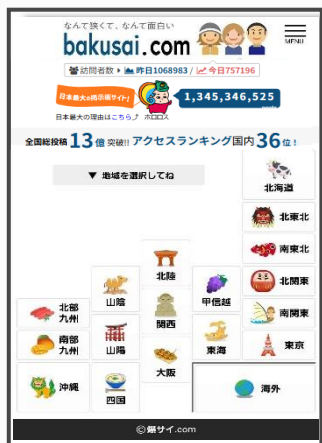 なんて狭くて、なんて面白い
bakusai.com
MENU
訪問者数 ▸ 昨日1068983 / 今日757196
日本最大の掲示板サイト!
1,345,346,525
日本最大の理由はこちら⤴ ホロロス
全国総投稿13億突破!! アクセスランキング国内36位!
▼ 地域を選択してね
北海道
北東北
南東北
北陸
北関東
山陰
甲信越
北部
九州
関西
南関東
南部
九州
山陽
東海
東京
大阪
沖縄
四国
海外
©爆サイ.com